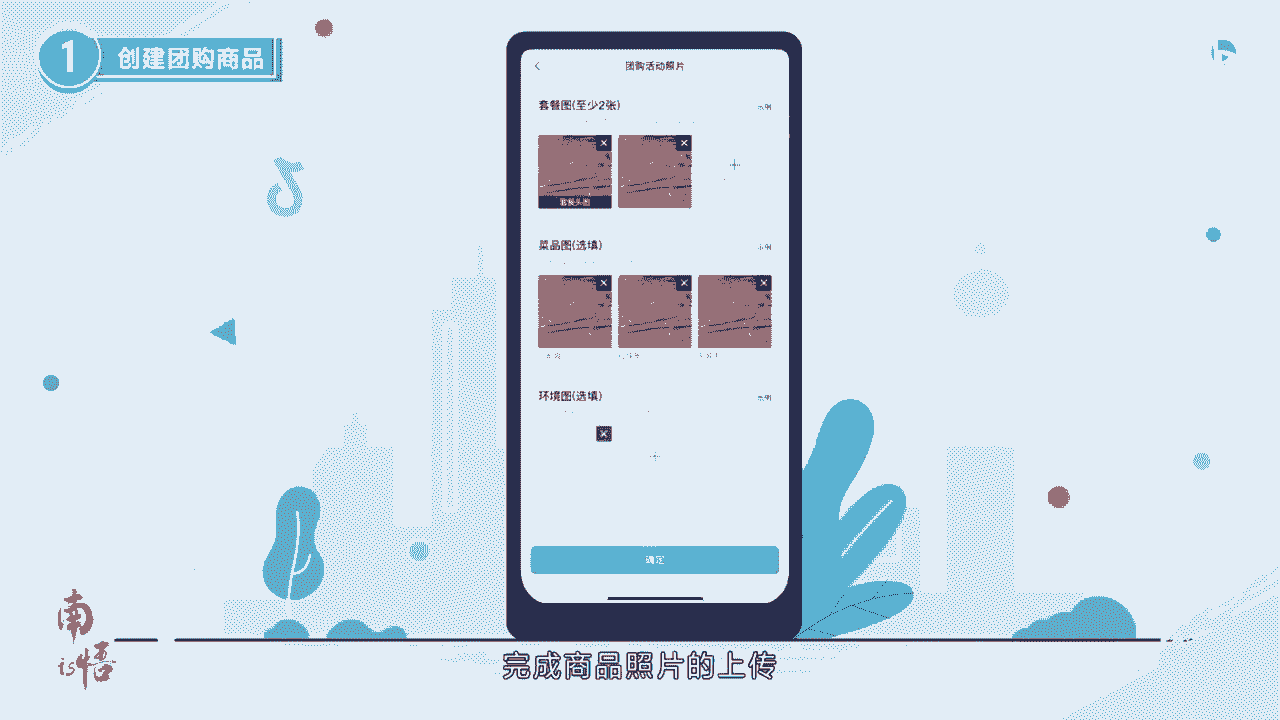 1 创建团购商品
团购活动照片
套餐图(至少2张)
示例
套餐头图
菜品图(选填)
示例
环境图(选填)
示例
确定
南
is悟
完成商品照片的上传